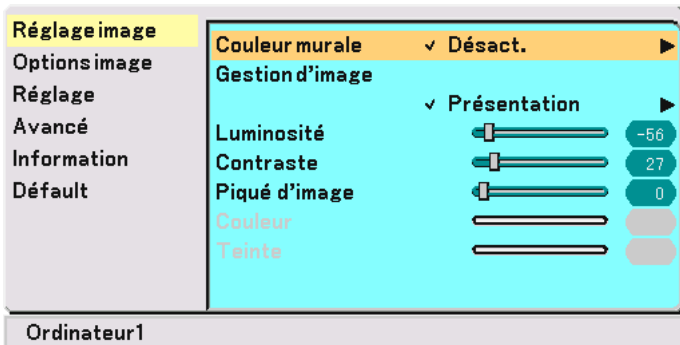 Réglage image
Options image
Réglage
Avancé
Information
Défault
Couleur murale ✓ Désact.
Gestion d'image
✓ Présentation
Luminosité -56
Contraste 27
Piqué d'image 0
Couleur
Teinte
Ordinateur1